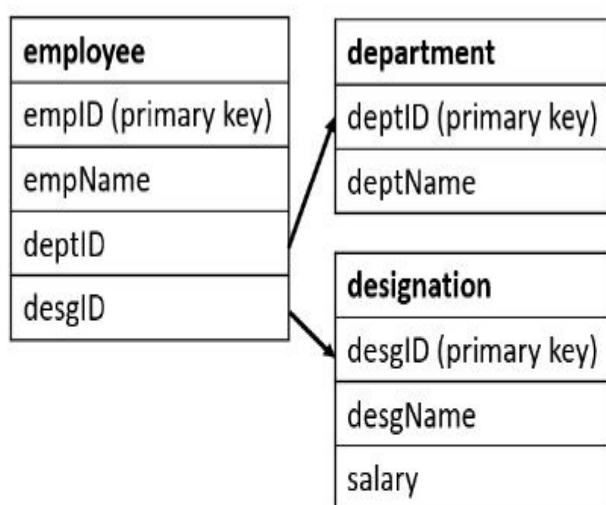 employee
empID (primary key)
empName
deptID
desgID
department
deptID (primary key)
deptName
designation
desgID (primary key)
desgName
salary